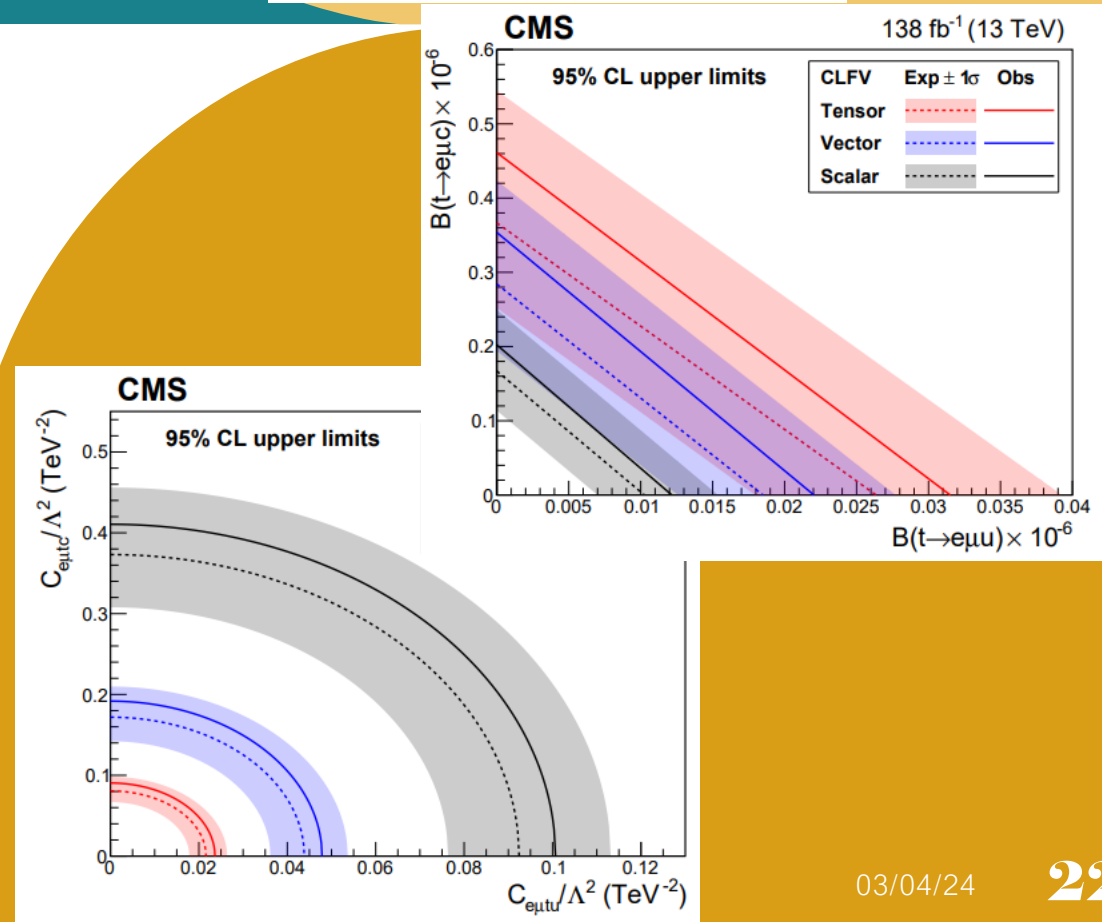 CMS
138 fb⁻¹ (13 TeV)
B(t→eμc) × 10⁻⁶
95% CL upper limits
CLFV Exp ± 1σ Obs
Tensor
Vector
Scalar
0.6
0.5
0.4
0.3
0.2
0.1
0
0 0.005 0.01 0.015 0.02 0.025 0.03 0.035 0.04
B(t→eμu) × 10⁻⁶
CMS
C_eμtc/Λ² (TeV⁻²)
95% CL upper limits
0.5
0.4
0.3
0.2
0.1
0
0 0.02 0.04 0.06 0.08 0.1 0.12
C_eμtu/Λ² (TeV⁻²)
03/04/24 22